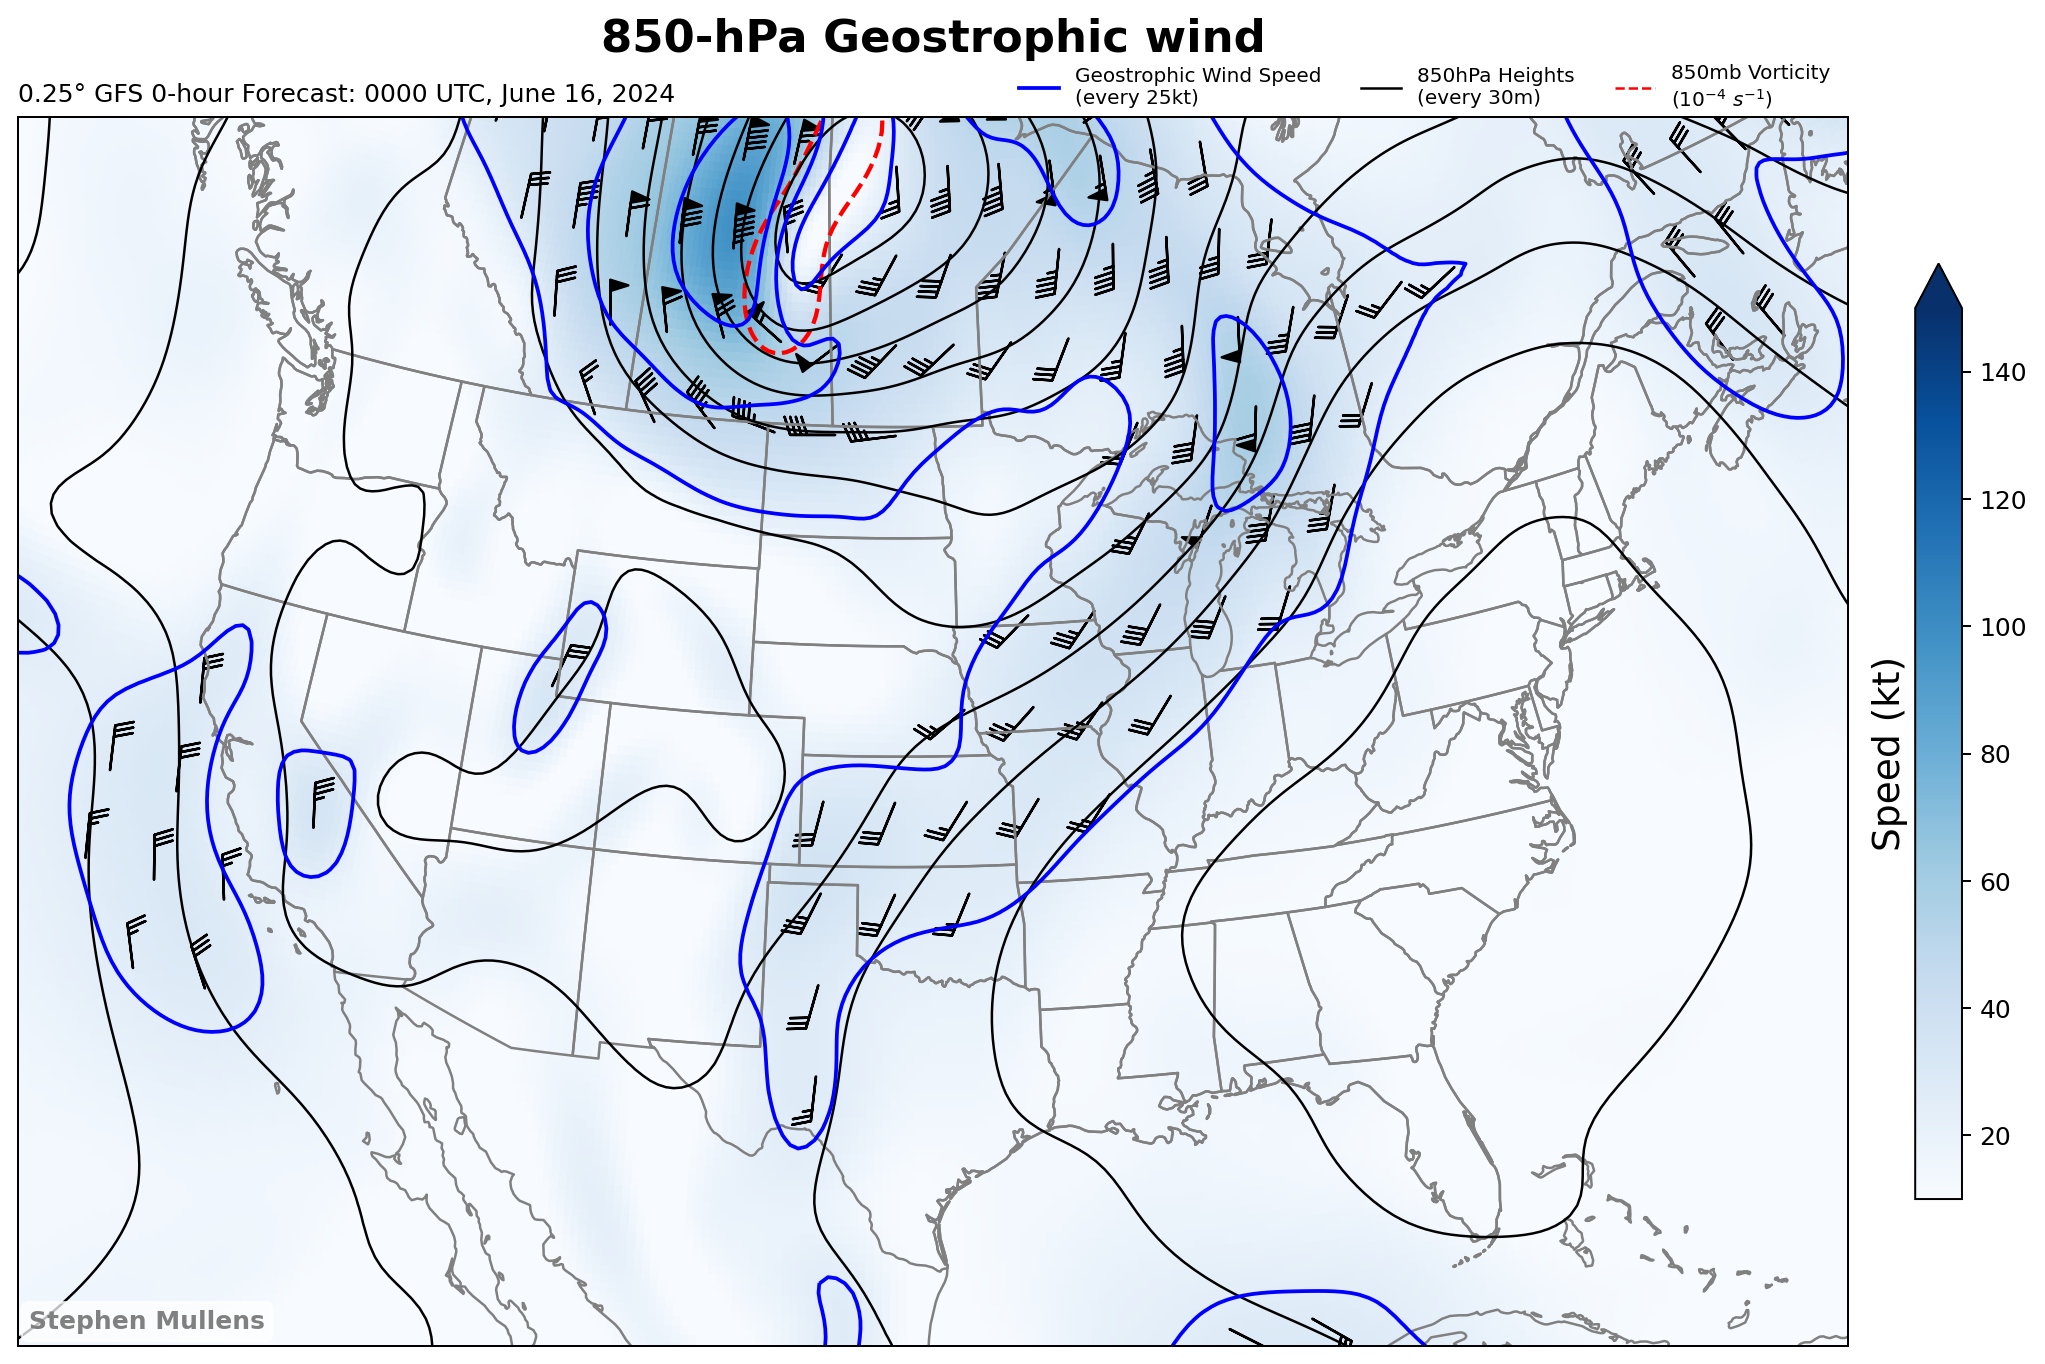 850-hPa Geostrophic wind
0.25° GFS 0-hour Forecast: 0000 UTC, June 16, 2024
Geostrophic Wind Speed
(every 25kt)
850hPa Heights
(every 30m)
850mb Vorticity
(10⁻⁴ s⁻¹)
140
120
100
80
60
40
20
Speed (kt)
Stephen Mullens